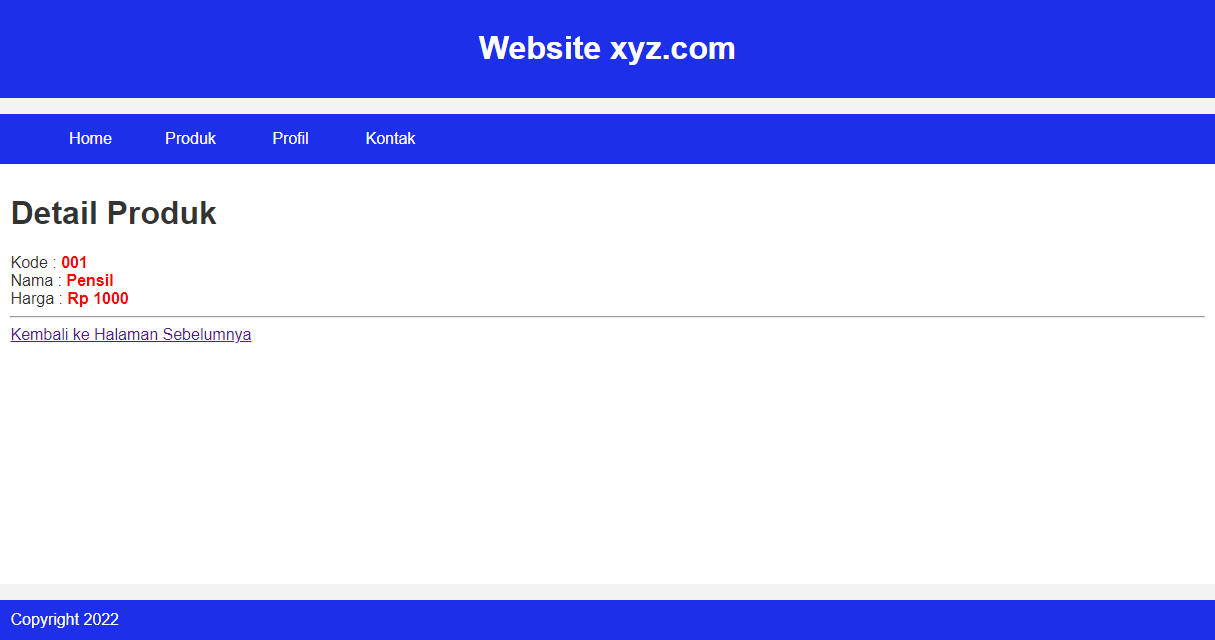 Website xyz.com
Home Produk Profil Kontak
Detail Produk
Kode : 001
Nama : Pensil
Harga : Rp 1000
Kembali ke Halaman Sebelumnya
Copyright 2022